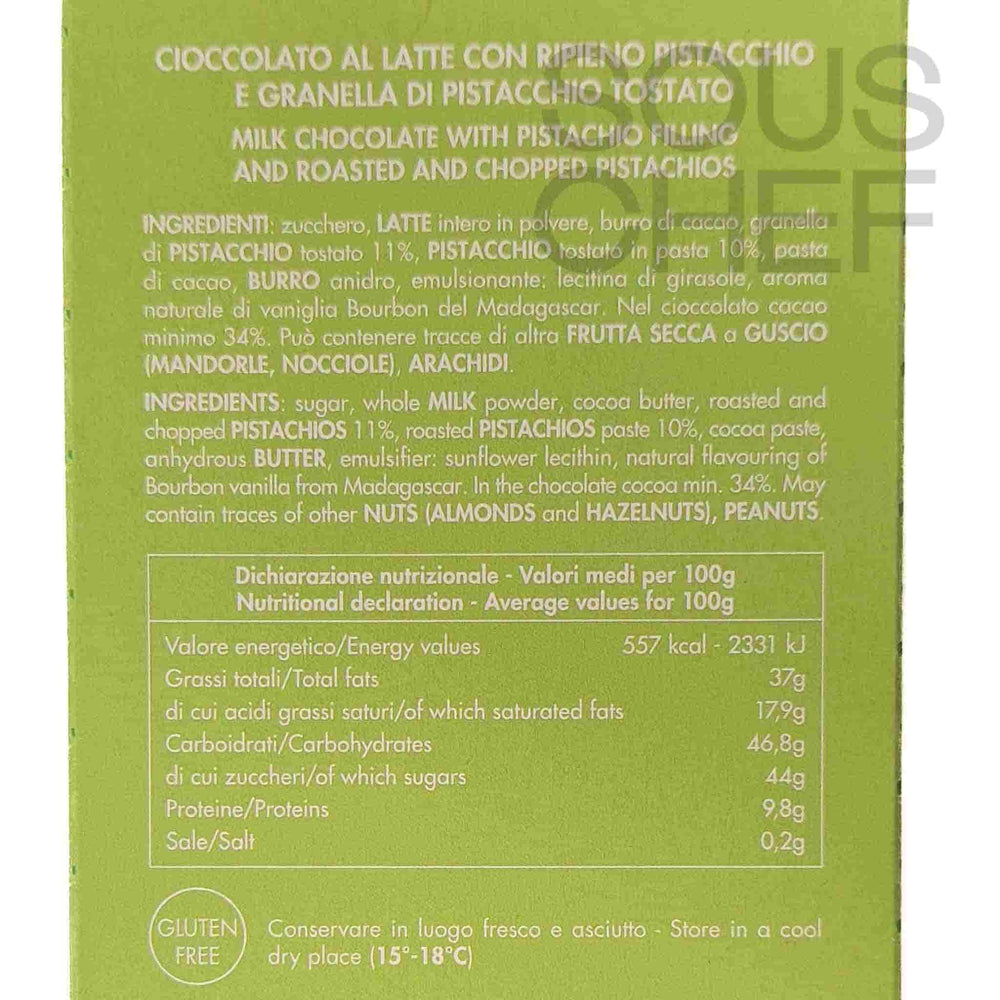 CIOCCOLATO AL LATTE CON RIPIENO PISTACCHIO
E GRANELLA DI PISTACCHIO TOSTATO
MILK CHOCOLATE WITH PISTACHIO FILLING
AND ROASTED AND CHOPPED PISTACHIOS
SOUS
CHEF
INGREDIENTI: zucchero, LATTE intero in polvere, burro di cacao, granella
di PISTACCHIO tostato 11%, PISTACCHIO tostato in pasta 10%, pasta
di cacao, BURRO anidro, emulsionante: lecitina di girasole, aroma
naturale di vaniglia Bourbon del Madagascar. Nel cioccolato cacao
minimo 34%. Può contenere tracce di altra FRUTTA SECCA a GUSCIO
(MANDORLE, NOCCIOLE), ARACHIDI.
INGREDIENTS: sugar, whole MILK powder, cocoa butter, roasted and
chopped PISTACHIOS 11%, roasted PISTACHIOS paste 10%, cocoa paste,
anhydrous BUTTER, emulsifier: sunflower lecithin, natural flavouring of
Bourbon vanilla from Madagascar. In the chocolate cocoa min. 34%. May
contain traces of other NUTS (ALMONDS and HAZELNUTS), PEANUTS.
Dichiarazione nutrizionale - Valori medi per 100g
Nutritional declaration - Average values for 100g
Valore energetico/Energy values 557 kcal - 2331 kJ
Grassi totali/Total fats 37g
di cui acidi grassi saturi/of which saturated fats 17,9g
Carboidrati/Carbohydrates 46,8g
di cui zuccheri/of which sugars 44g
Proteine/Proteins 9,8g
Sale/Salt 0,2g
GLUTEN
FREE
Conservare in luogo fresco e asciutto - Store in a cool
dry place (15°-18°C)